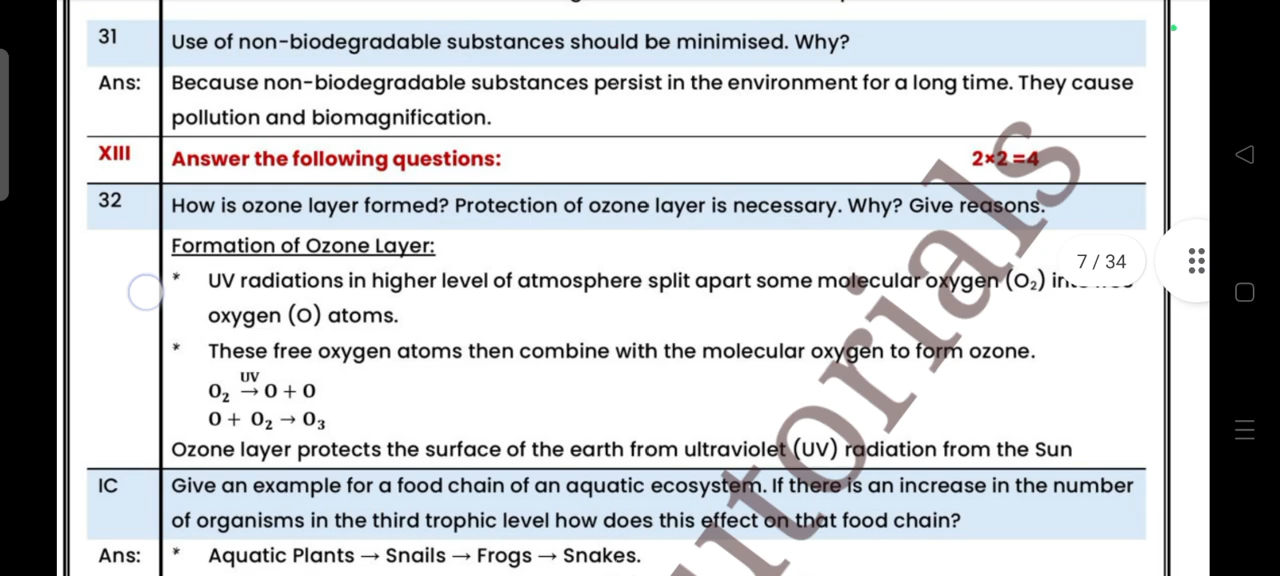 31 Use of non-biodegradable substances should be minimised. Why?
Ans: Because non-biodegradable substances persist in the environment for a long time. They cause
pollution and biomagnification.
XIII Answer the following questions: 2×2=4
32 How is ozone layer formed? Protection of ozone layer is necessary. Why? Give reasons.
Formation of Ozone Layer:
* UV radiations in higher level of atmosphere split apart some molecular oxygen (O₂)
7 / 34
oxygen (O) atoms.
* These free oxygen atoms then combine with the molecular oxygen to form ozone.
UV
O₂ → O + O
O + O₂ → O₃
Ozone layer protects the surface of the earth from ultraviolet (UV) radiation from the Sun
IC Give an example for a food chain of an aquatic ecosystem. If there is an increase in the number
of organisms in the third trophic level how does this effect on that food chain?
Ans: * Aquatic Plants → Snails → Frogs → Snakes.
utorials